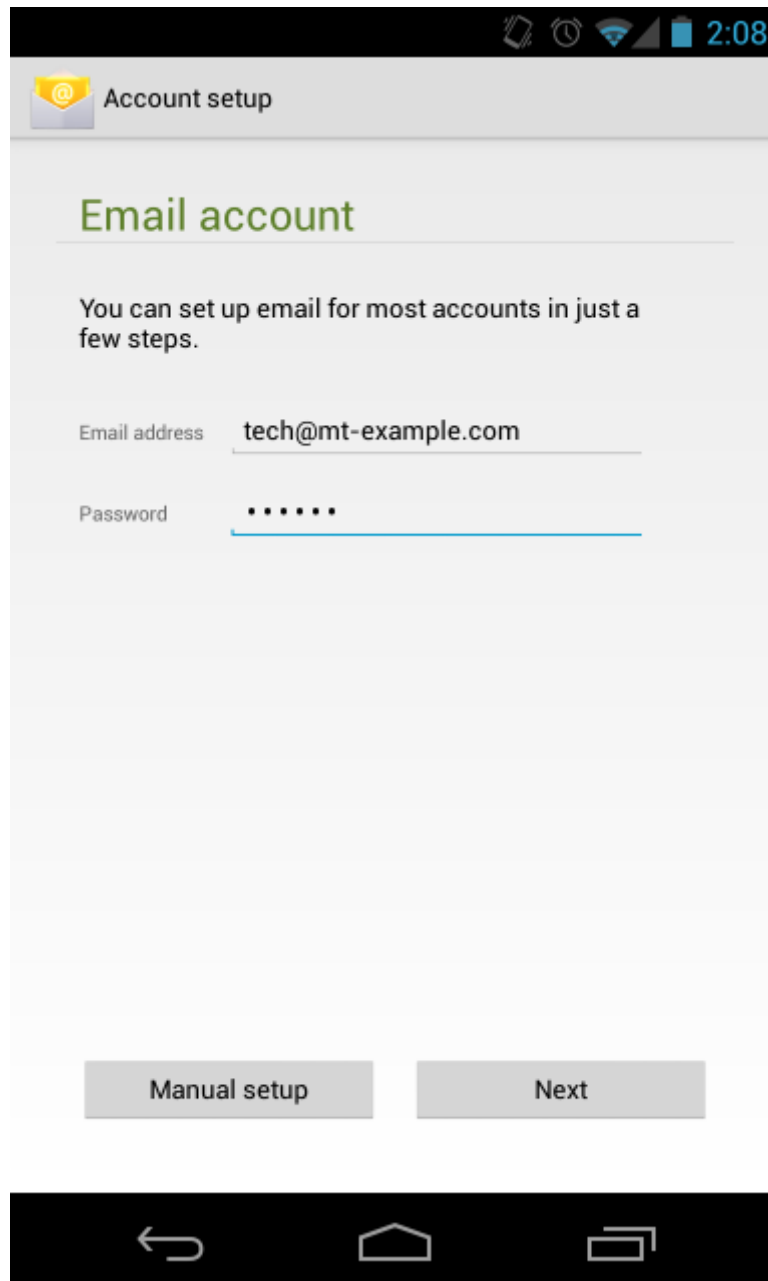 2:08
Account setup
Email account
You can set up email for most accounts in just a
few steps.
Email address tech@mt-example.com
Password ••••••
Manual setup Next